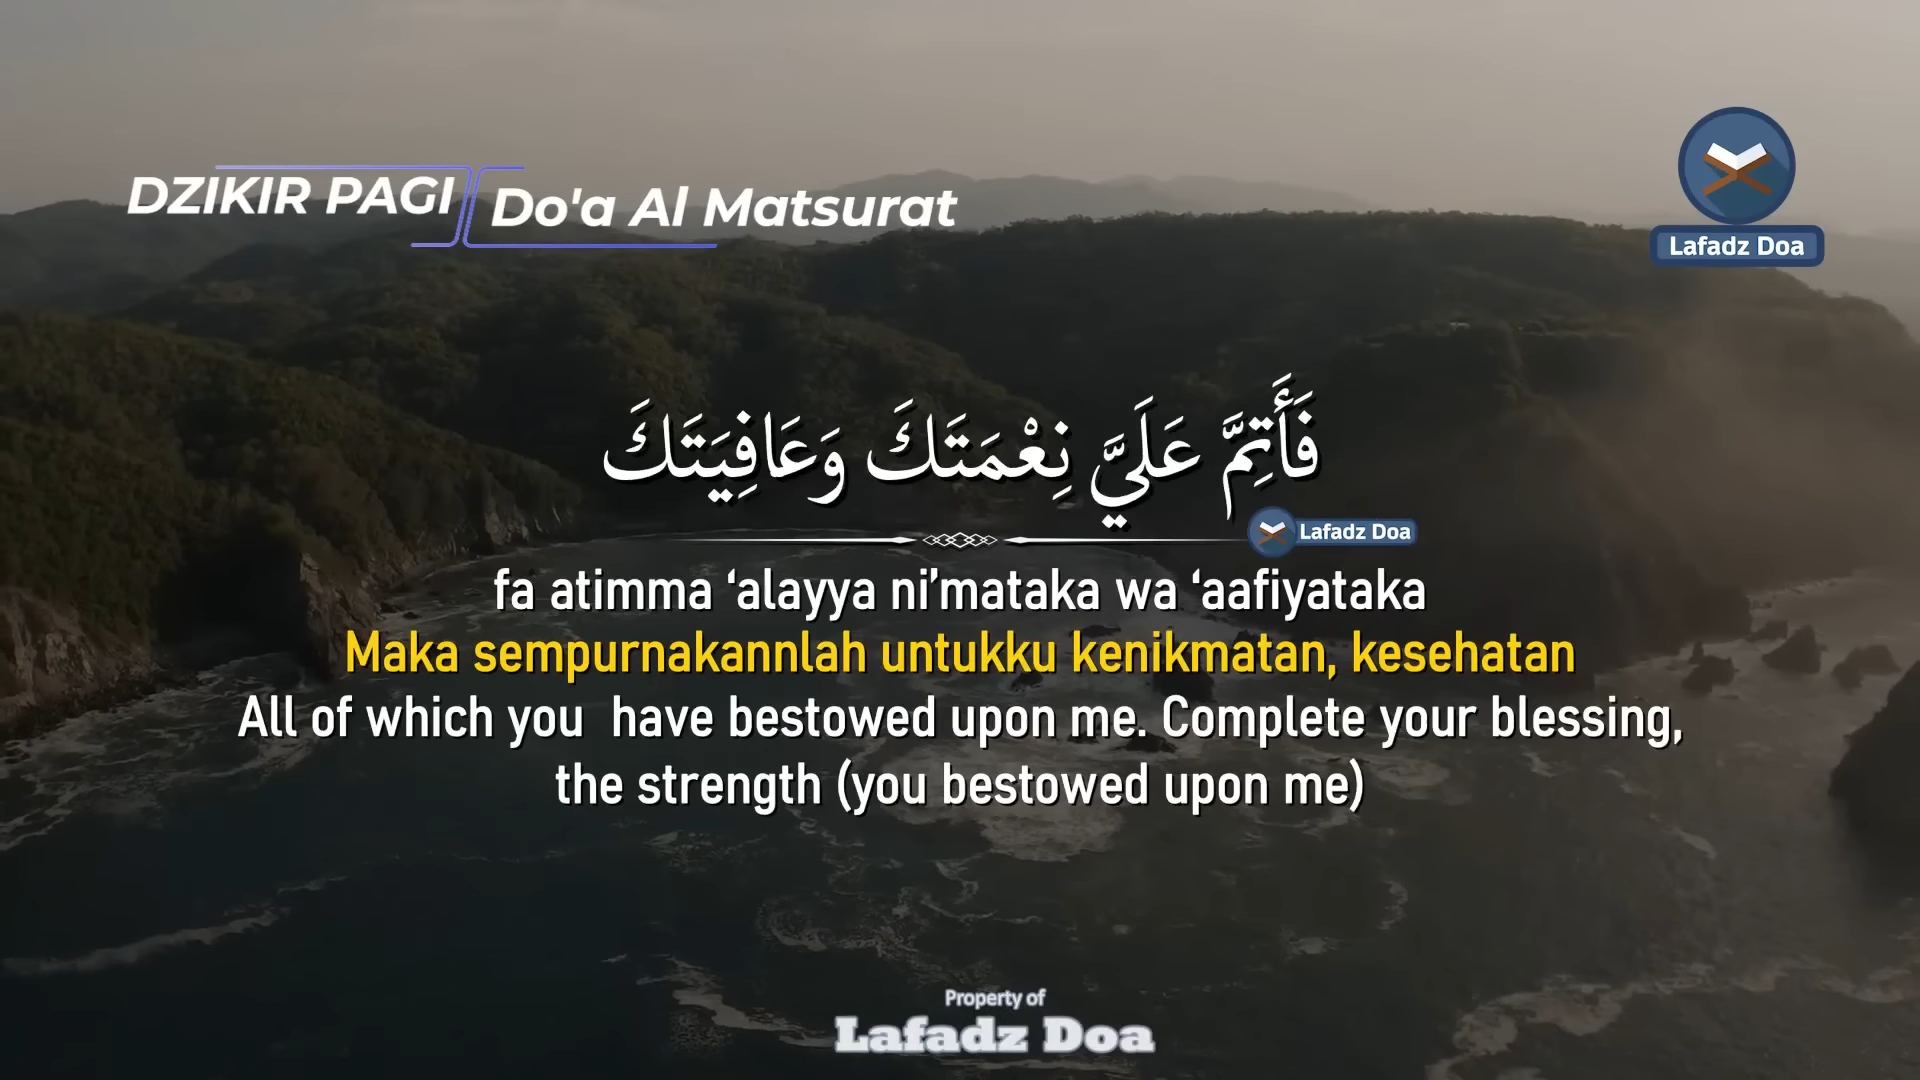 DZIKIR PAGI
Do'a Al Matsurat
Lafadz Doa
فَأَتِمَّ عَلَيَّ نِعْمَتَكَ وَعَافِيَتَكَ
Lafadz Doa
fa atimma ‘alayya ni’mataka wa ‘aafiyataka
Maka sempurnakannlah untukku kenikmatan, kesehatan
All of which you  have bestowed upon me. Complete your blessing,
the strength (you bestowed upon me)
Property of
Lafadz Doa